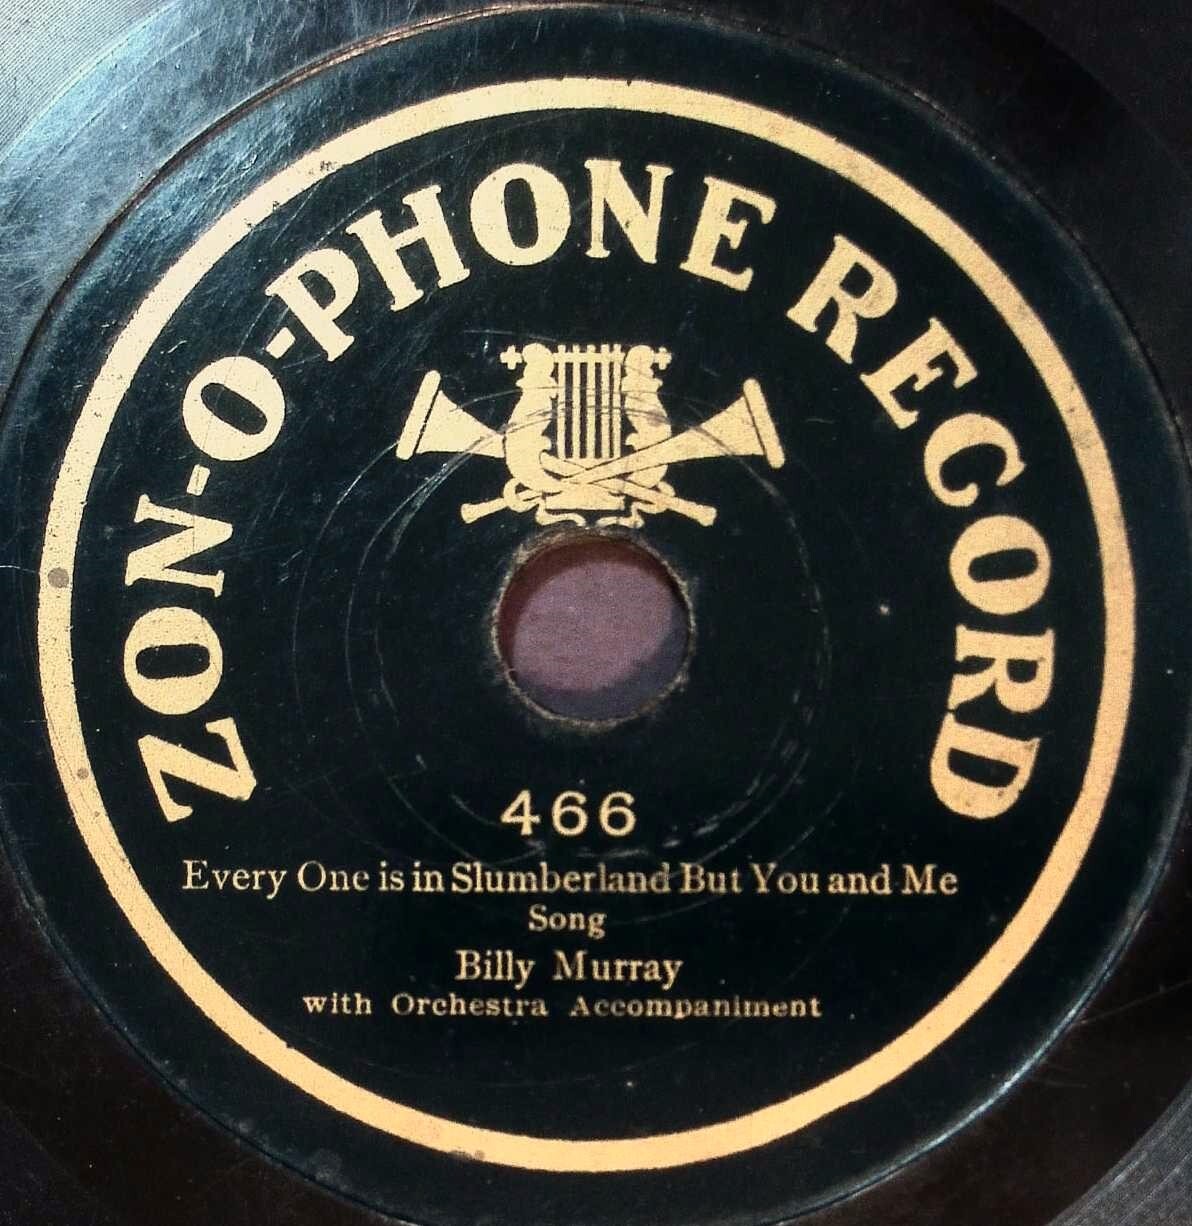 ZON-O-PHONE RECORD
466
Every One is in Slumberland But You and Me
Song
Billy Murray
with Orchestra Accompaniment